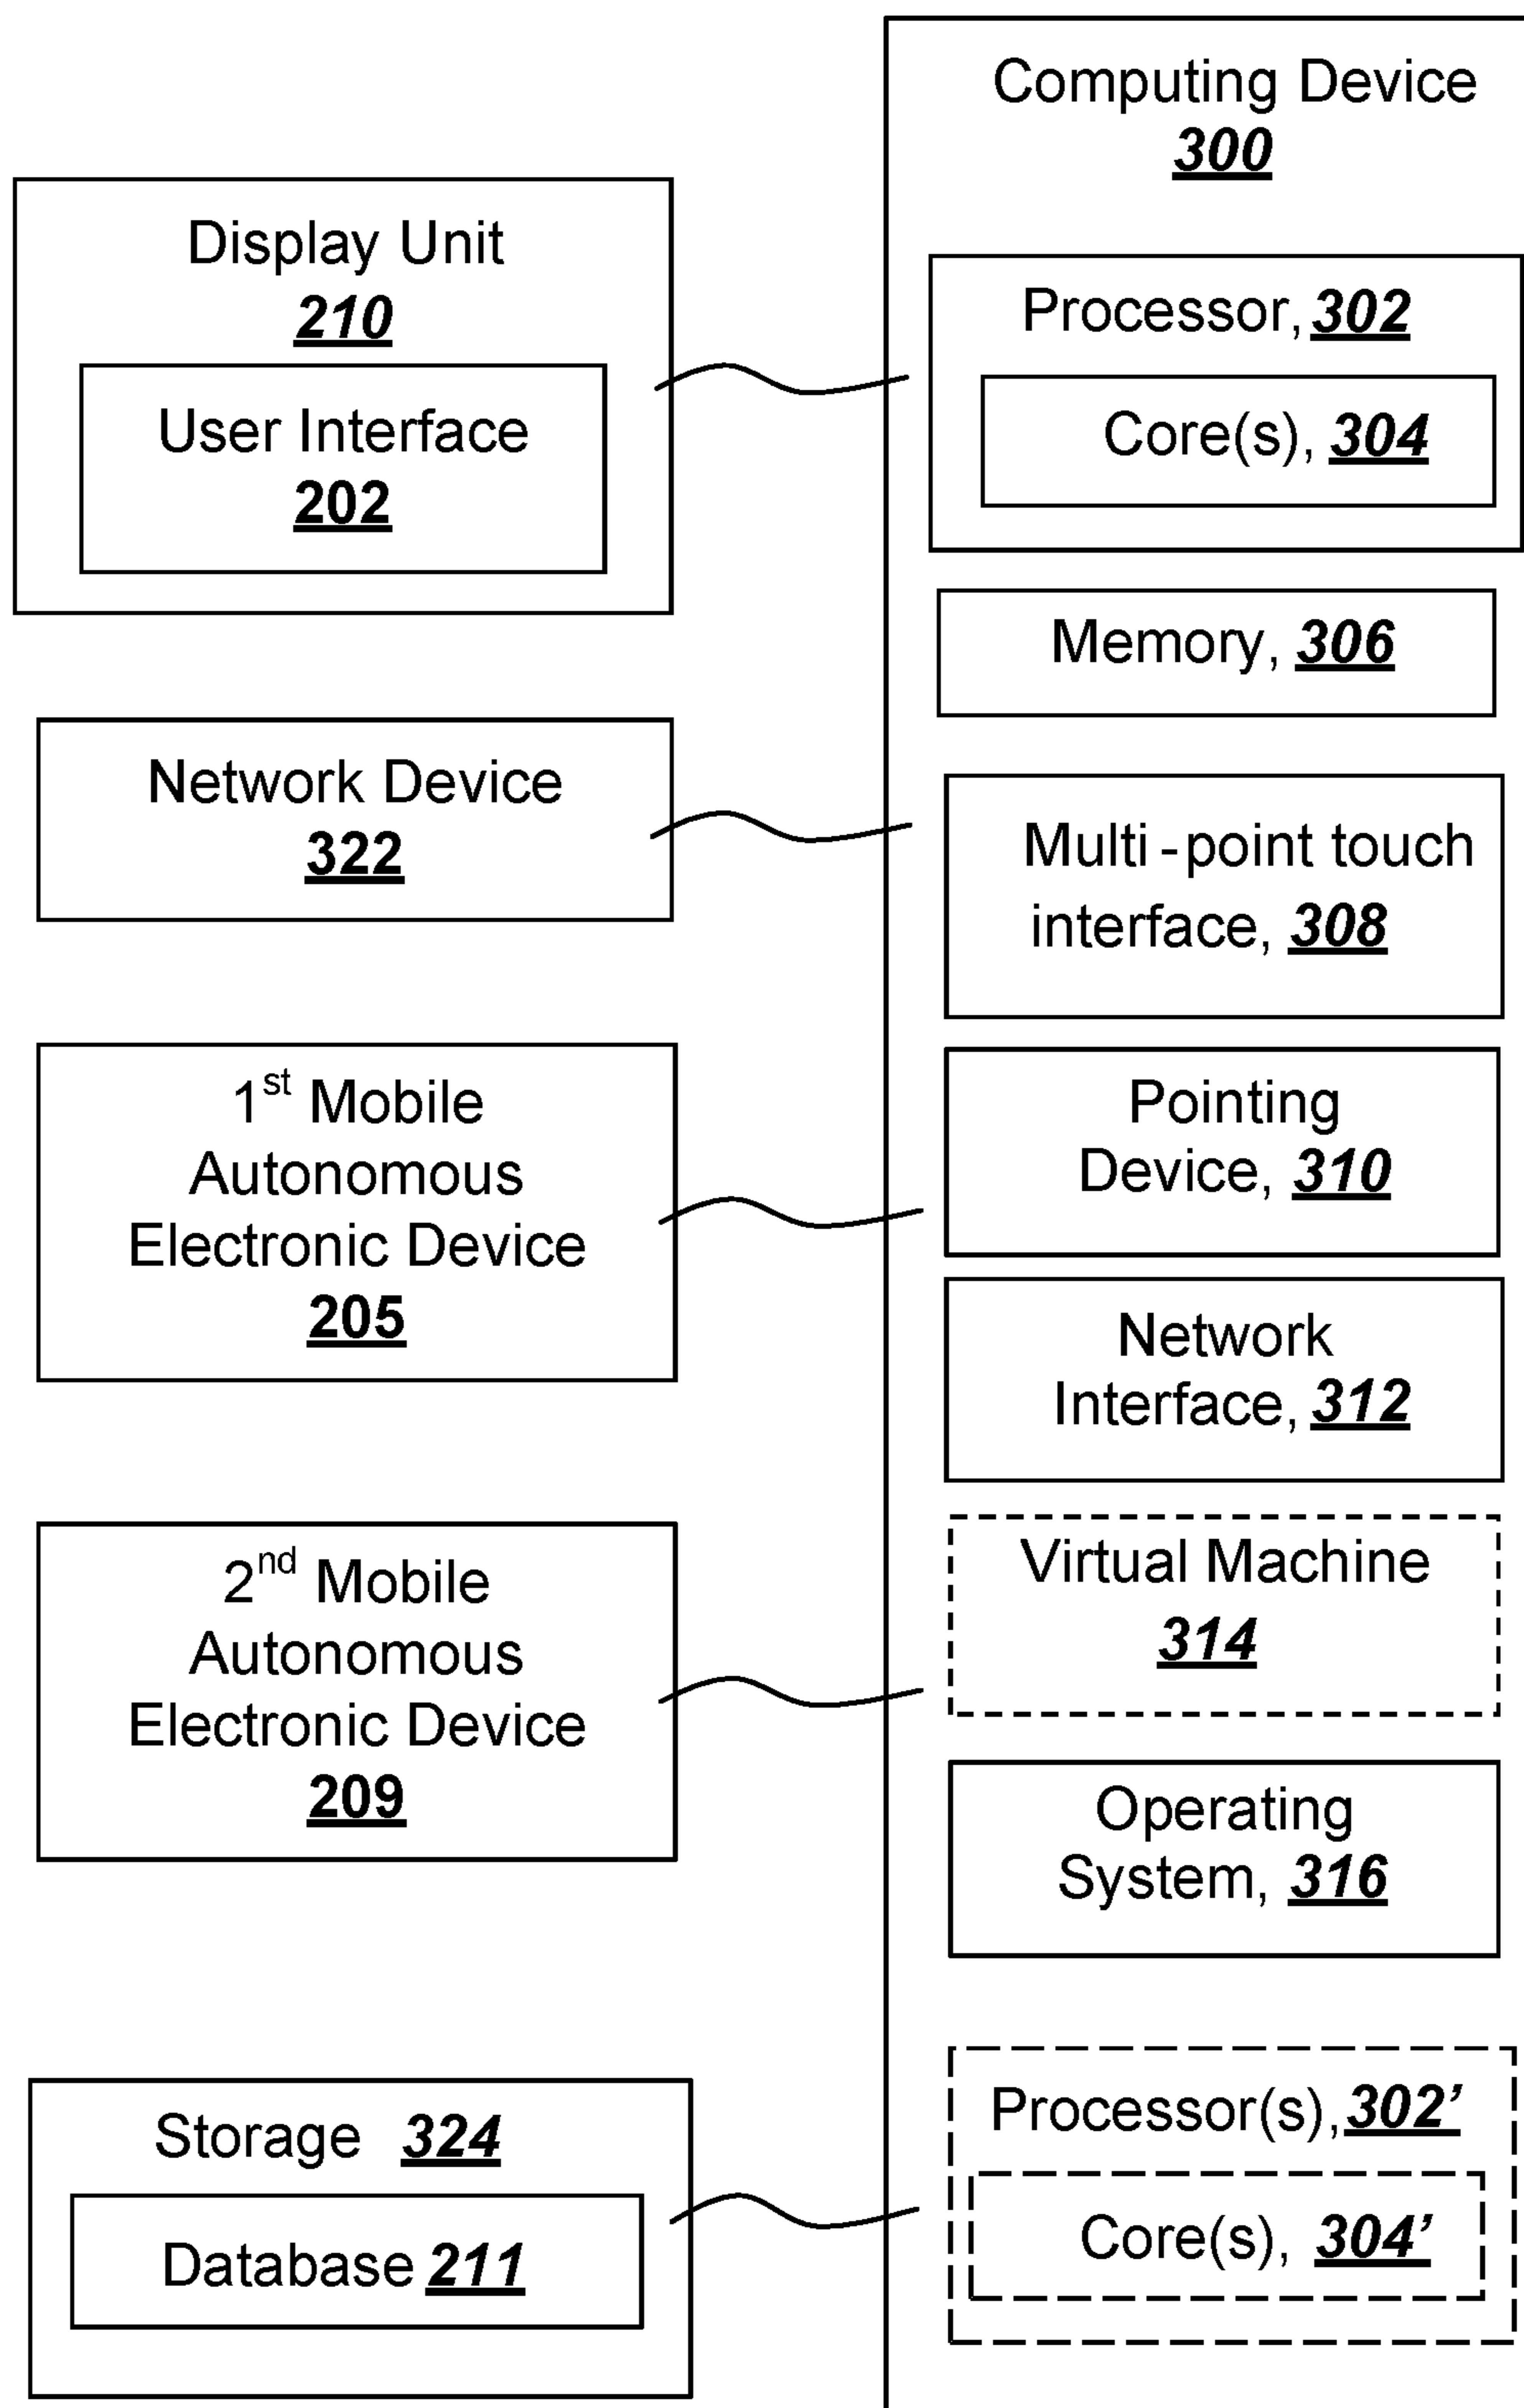 Computing Device
300
Display Unit
210
User Interface
202
Processor, 302
Core(s), 304
Memory, 306
Network Device
322
Multi-point touch
interface, 308
1st Mobile
Autonomous
Electronic Device
205
Pointing
Device, 310
Network
Interface, 312
2nd Mobile
Autonomous
Electronic Device
209
Virtual Machine
314
Operating
System, 316
Storage 324
Database 211
Processor(s), 302’
Core(s), 304’